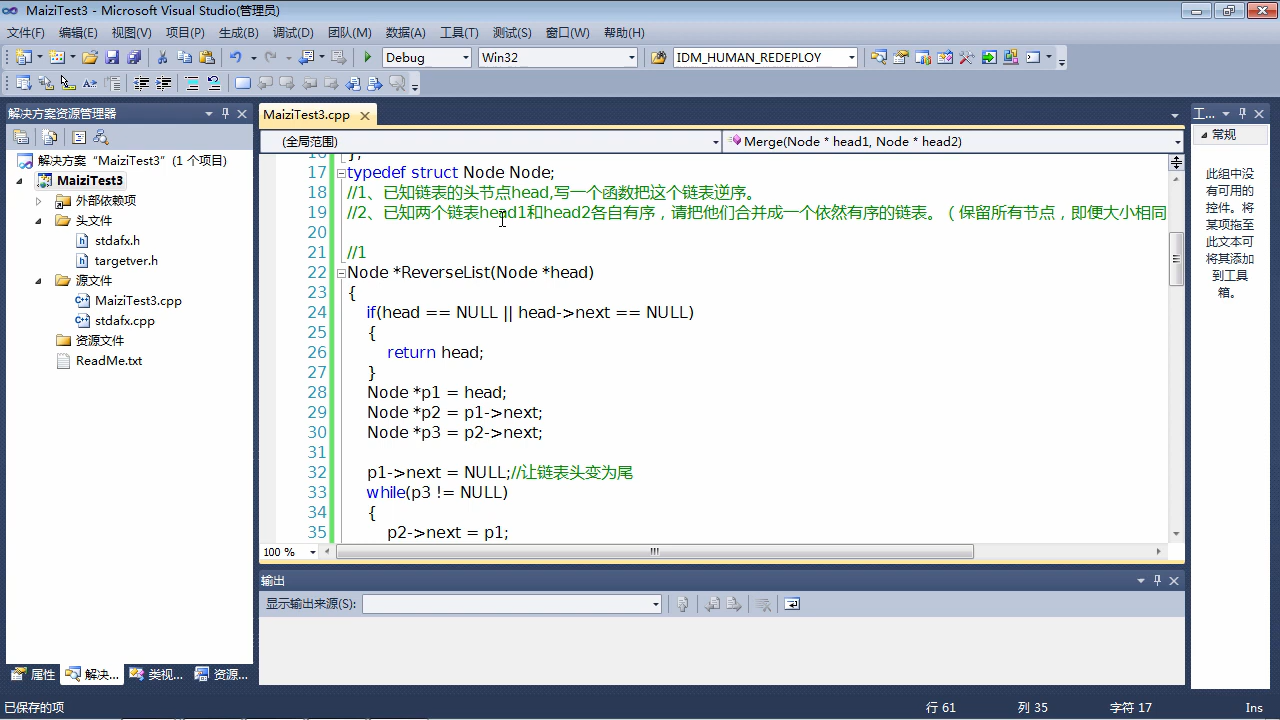 MaiziTest3 - Microsoft Visual Studio(管理员)
文件(F) 编辑(E) 视图(V) 项目(P) 生成(B) 调试(D) 团队(M) 数据(A) 工具(T) 测试(S) 窗口(W) 帮助(H)
Debug Win32 IDM_HUMAN_REDEPLOY
解决方案资源管理器
解决方案“MaiziTest3”(1 个项目)
MaiziTest3
外部依赖项
头文件
stdafx.h
targetver.h
源文件
MaiziTest3.cpp
stdafx.cpp
资源文件
ReadMe.txt
属性 解决... 类视... 资源...
MaiziTest3.cpp
(全局范围) Merge(Node * head1, Node * head2)
16 };
17 typedef struct Node Node;
18 //1、已知链表的头节点head,写一个函数把这个链表逆序。
19 //2、已知两个链表head1和head2各自有序，请把他们合并成一个依然有序的链表。（保留所有节点，即便大小相同
20
21 //1
22 Node *ReverseList(Node *head)
23 {
24 if(head == NULL || head->next == NULL)
25 {
26 return head;
27 }
28 Node *p1 = head;
29 Node *p2 = p1->next;
30 Node *p3 = p2->next;
31
32 p1->next = NULL;//让链表头变为尾
33 while(p3 != NULL)
34 {
35 p2->next = p1;
100 %
输出
显示输出来源(S):
工...
常规
此组中没
有可用的
控件。将
某项拖至
此文本可
将其添加
到工具
箱。
已保存的项 行 61 列 35 字符 17 Ins